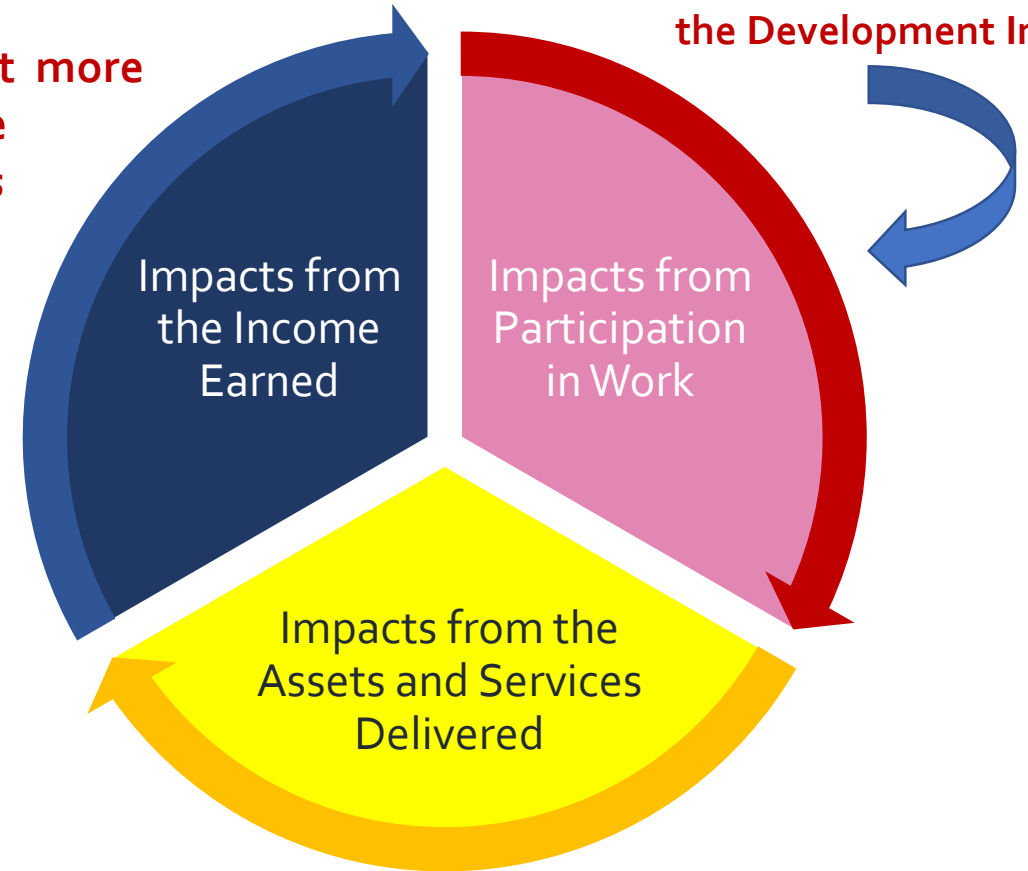 the Development
t more
e
s
Impacts from
the Income
Earned
Impacts from
Participation
in Work
Impacts from the
Assets and Services
Delivered